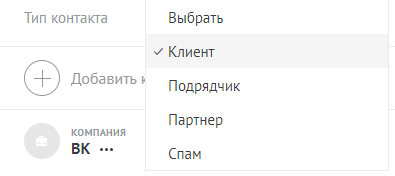 Тип контакта
Выбрать
Клиент
Добавить к
Подрядчик
Партнер
КОМПАНИЯ
ВК
Спам